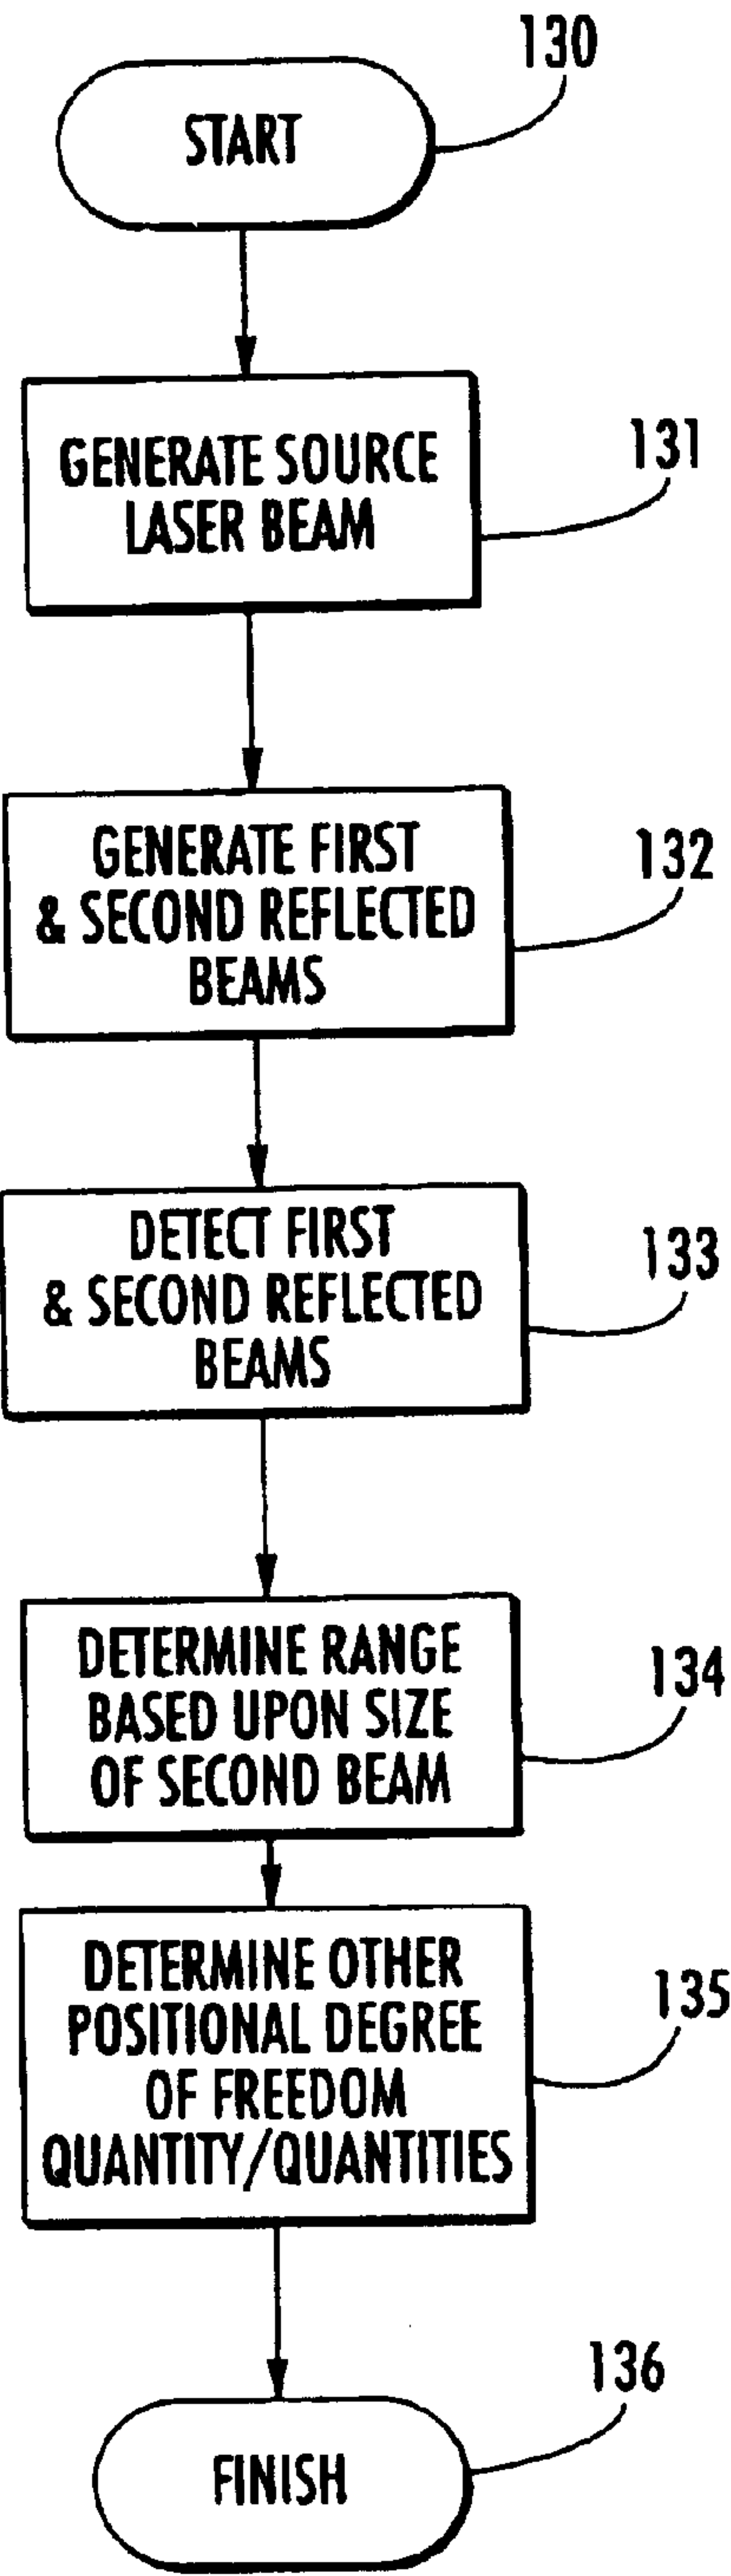 130
START
131
GENERATE SOURCE
LASER BEAM
132
GENERATE FIRST
& SECOND REFLECTED
BEAMS
133
DETECT FIRST
& SECOND REFLECTED
BEAMS
134
DETERMINE RANGE
BASED UPON SIZE
OF SECOND BEAM
135
DETERMINE OTHER
POSITIONAL DEGREE
OF FREEDOM
QUANTITY/QUANTITIES
136
FINISH